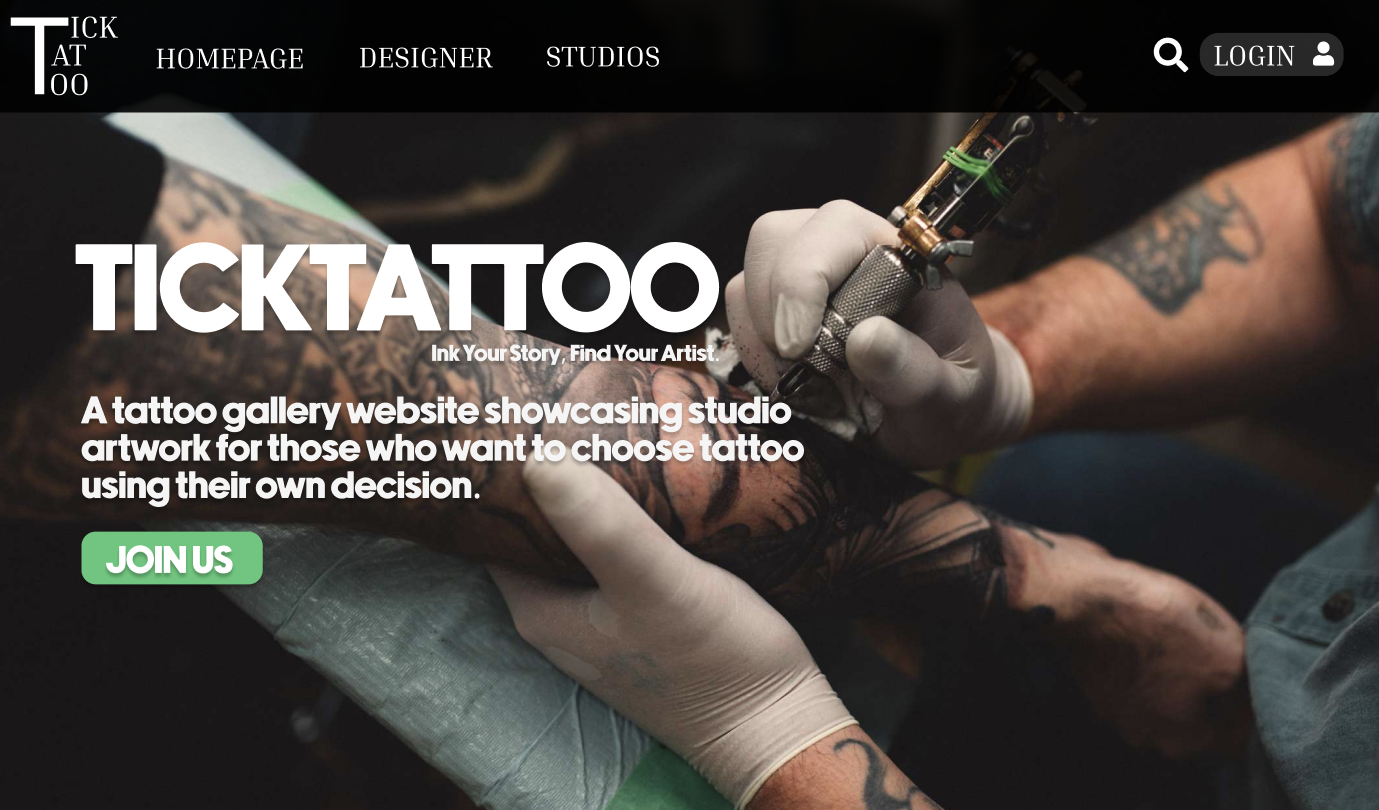 TICK
AT
TOO
HOMEPAGE
DESIGNER
STUDIOS
LOGIN
TICKTATTOO
Ink Your Story, Find Your Artist.
A tattoo gallery website showcasing studio
artwork for those who want to choose tattoo
using their own decision.
JOIN US